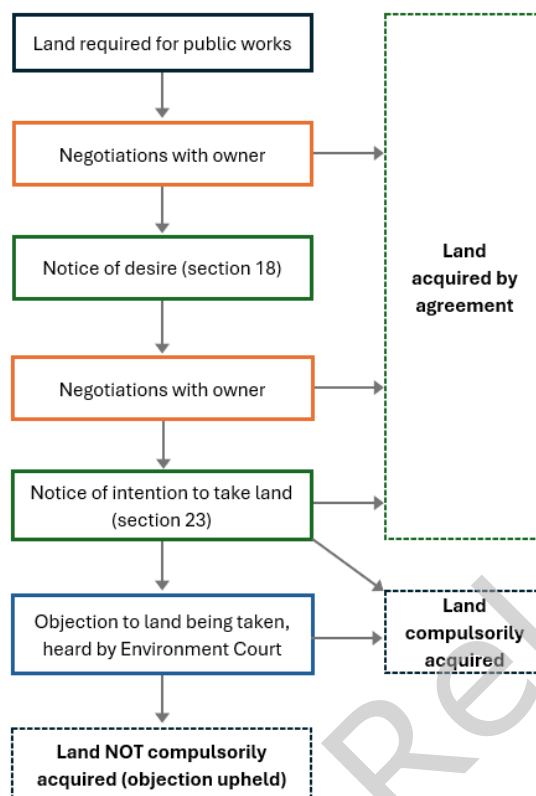 Land required for public works
Negotiations with owner
Notice of desire (section 18)
Negotiations with owner
Notice of intention to take land
(section 23)
Objection to land being taken,
heard by Environment Court
Land NOT compulsorily
acquired (objection upheld)
Land
acquired by
agreement
Land
compulsorily
acquired
Rel